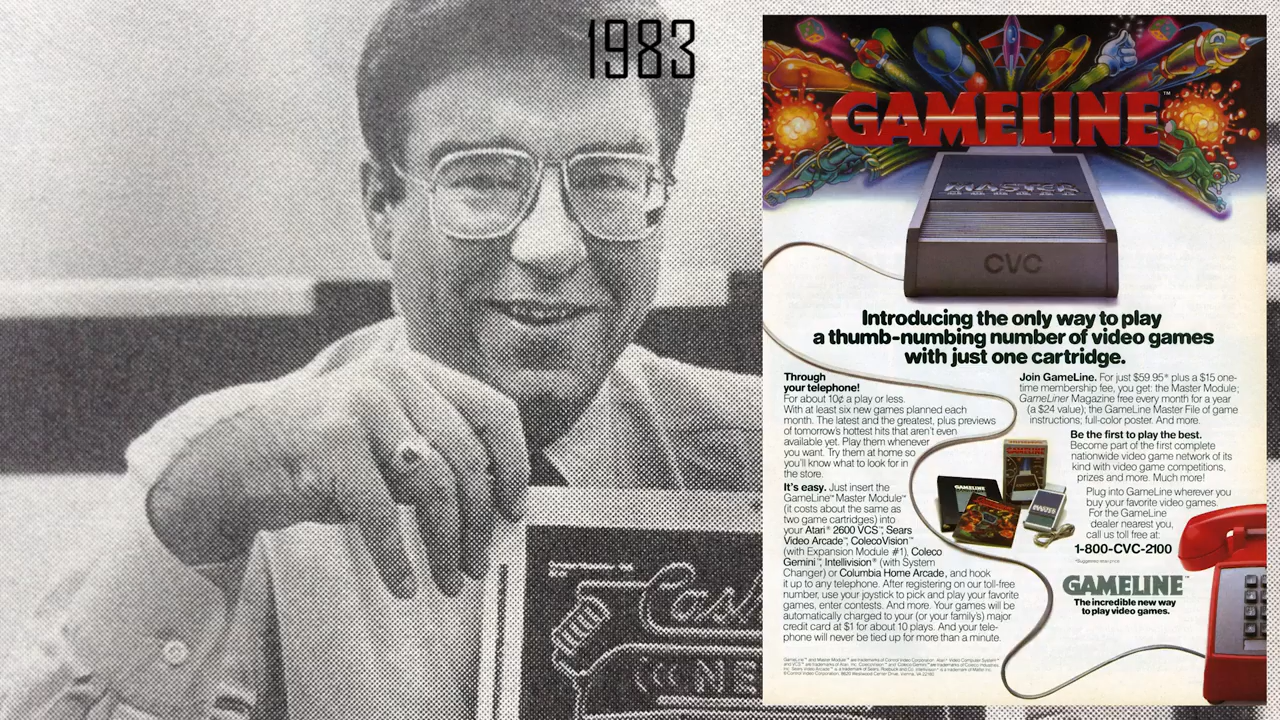 1983
GAMELINE™
MASTER
CVC
Introducing the only way to play
a thumb-numbing number of video games
with just one cartridge.
Through
your telephone!
For about 10¢ a play or less.
With at least six new games planned each
month. The latest and the greatest, plus previews
of tomorrow's hottest hits that aren't even
available yet. Play them whenever
you want. Try them at home so
you'll know what to look for in
the store.
It's easy. Just insert the
GameLine™ Master Module™
(it costs about the same as
two game cartridges) into
your Atari® 2600 VCS™, Sears
Video Arcade™, ColecoVision™
(with Expansion Module #1), Coleco
Gemini™, Intellivision® (with System
Changer) or Columbia Home Arcade, and hook
it up to any telephone. After registering on our toll-free
number, use your joystick to pick and play your favorite
games, enter contests. And more. Your games will be
automatically charged to your (or your family's) major
credit card at $1 for about 10 plays. And your tele-
phone will never be tied up for more than a minute.
Join GameLine. For just $59.95* plus a $15 one-
time membership fee, you get: the Master Module;
GameLiner Magazine free every month for a year
(a $24 value); the GameLine Master File of game
instructions; full-color poster. And more.
Be the first to play the best.
Become part of the first complete
nationwide video game network of its
kind with video game competitions,
prizes and more. Much more!
Plug into GameLine wherever you
buy your favorite video games.
For the GameLine
dealer nearest you,
call us toll free at:
1-800-CVC-2100
*Suggested retail price
GAMELINE
GAMELINE
GAMELINE™
The incredible new way
to play video games.